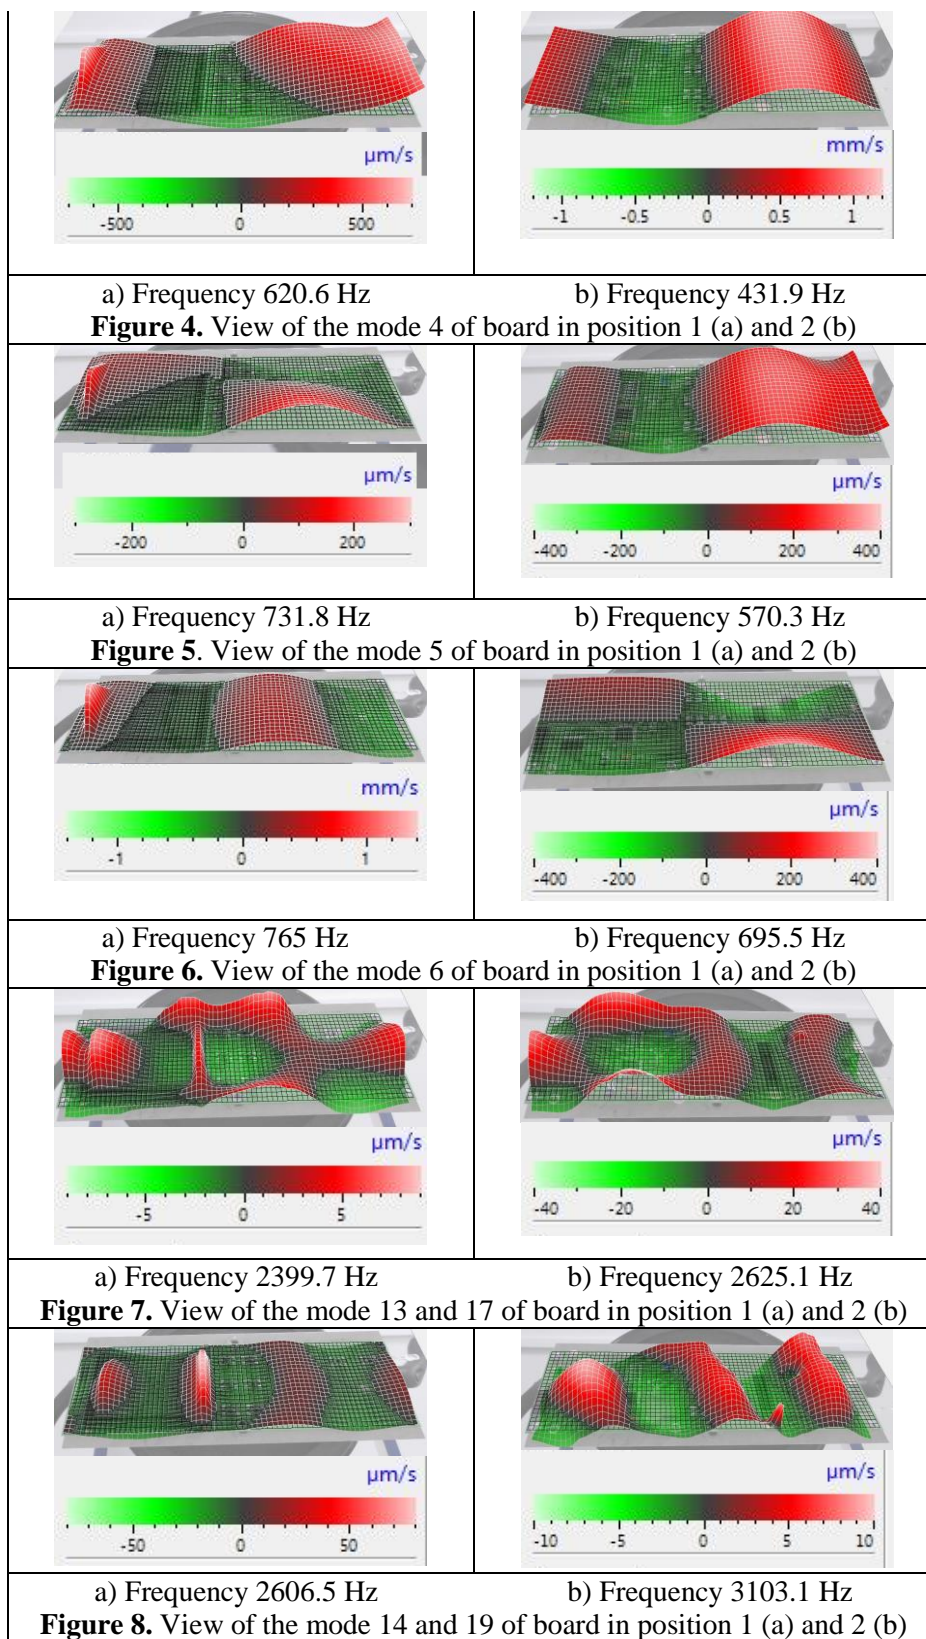 µm/s
-500 0 500
mm/s
-1 -0.5 0 0.5 1
a) Frequency 620.6 Hz b) Frequency 431.9 Hz
Figure 4. View of the mode 4 of board in position 1 (a) and 2 (b)
µm/s
-200 0 200
µm/s
-400 -200 0 200 400
a) Frequency 731.8 Hz b) Frequency 570.3 Hz
Figure 5. View of the mode 5 of board in position 1 (a) and 2 (b)
mm/s
-1 0 1
µm/s
-400 -200 0 200 400
a) Frequency 765 Hz b) Frequency 695.5 Hz
Figure 6. View of the mode 6 of board in position 1 (a) and 2 (b)
µm/s
-5 0 5
µm/s
-40 -20 0 20 40
a) Frequency 2399.7 Hz b) Frequency 2625.1 Hz
Figure 7. View of the mode 13 and 17 of board in position 1 (a) and 2 (b)
µm/s
-50 0 50
µm/s
-10 -5 0 5 10
a) Frequency 2606.5 Hz b) Frequency 3103.1 Hz
Figure 8. View of the mode 14 and 19 of board in position 1 (a) and 2 (b)